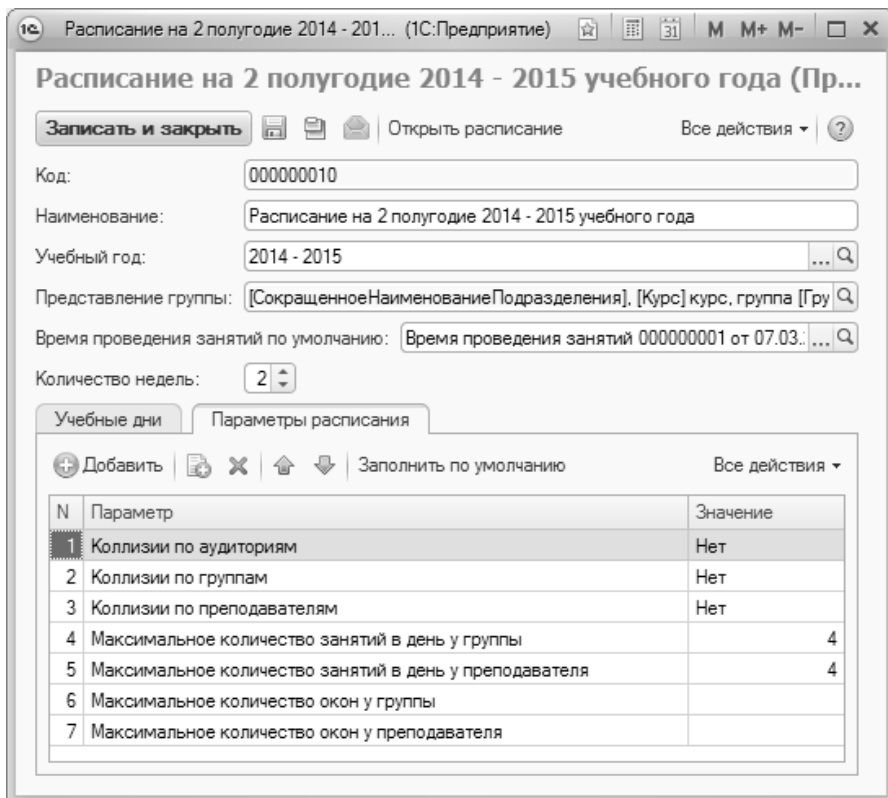 1С Расписание на 2 полугодие 2014 - 201... (1С:Предприятие) 31 M M+ M-
Расписание на 2 полугодие 2014 - 2015 учебного года (Пр...
Записать и закрыть Открыть расписание Все действия ?
Код: 000000010
Наименование: Расписание на 2 полугодие 2014 - 2015 учебного года
Учебный год: 2014 - 2015 ...
Представление группы: [СокращенноеНаименованиеПодразделения], [Курс] курс, группа [Гру
Время проведения занятий по умолчанию: Время проведения занятий 000000001 от 07.03.: ...
Количество недель: 2
Учебные дни Параметры расписания
Добавить Заполнить по умолчанию Все действия
N Параметр Значение
1 Коллизии по аудиториям Нет
2 Коллизии по группам Нет
3 Коллизии по преподавателям Нет
4 Максимальное количество занятий в день у группы 4
5 Максимальное количество занятий в день у преподавателя 4
6 Максимальное количество окон у группы
7 Максимальное количество окон у преподавателя